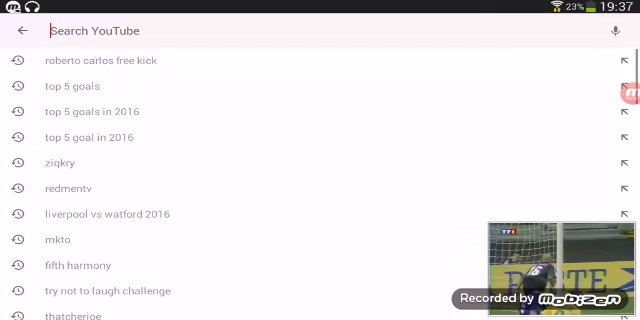 23% 19:37
Search YouTube
roberto carlos free kick
top 5 goals
top 5 goals in 2016
top 5 goal in 2016
ziqkry
redmentv
liverpool vs watford 2016
mkto
fifth harmony
try not to laugh challenge
thatcherjoe
TF1
Recorded by mobizen